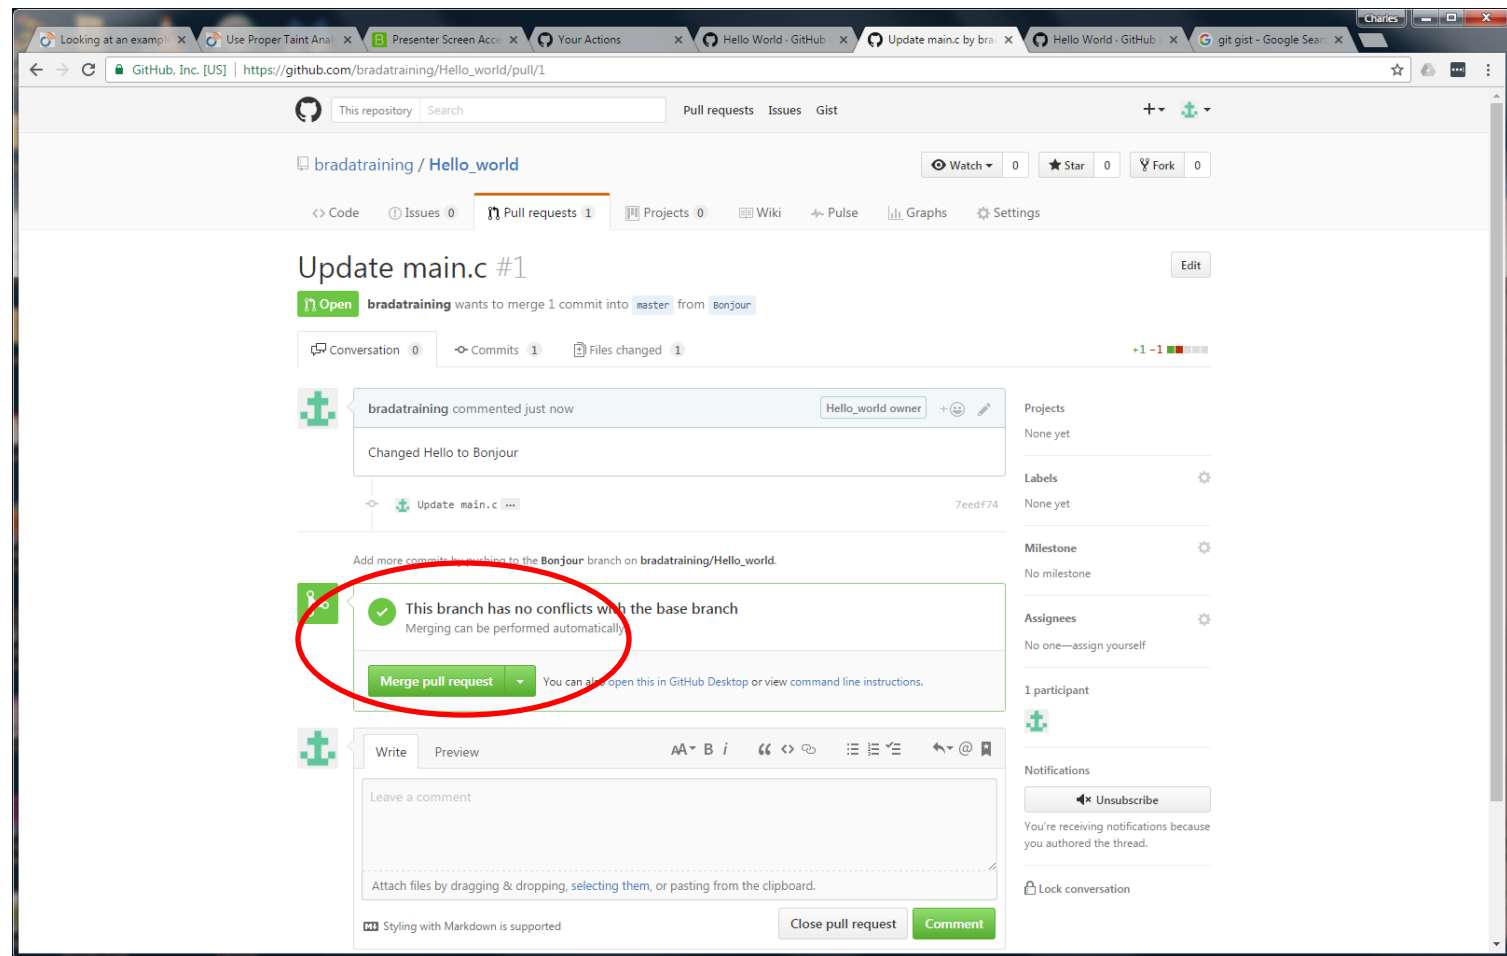 Charles
Looking at an exampl
Use Proper Taint Anal
Presenter Screen Acce
Your Actions
Hello World · GitHub
Update main.c by bra
Hello World · GitHub
git gist - Google Sear
GitHub, Inc. [US] https://github.com/bradatraining/Hello_world/pull/1
This repository Search Pull requests Issues Gist
bradatraining / Hello_world
Watch 0 Star 0 Fork 0
Code Issues 0 Pull requests 1 Projects 0 Wiki Pulse Graphs Settings
Update main.c #1
Edit
Open bradatraining wants to merge 1 commit into master from Bonjour
Conversation 0 Commits 1 Files changed 1 +1 −1
bradatraining commented just now Hello_world owner
Changed Hello to Bonjour
Update main.c ... 7eedf74
Add more commits by pushing to the Bonjour branch on bradatraining/Hello_world.
This branch has no conflicts with the base branch
Merging can be performed automatically.
Merge pull request You can also open this in GitHub Desktop or view command line instructions.
Write Preview AA B i
Leave a comment
Attach files by dragging & dropping, selecting them, or pasting from the clipboard.
Styling with Markdown is supported
Close pull request Comment
Projects
None yet
Labels
None yet
Milestone
No milestone
Assignees
No one—assign yourself
1 participant
Notifications
Unsubscribe
You're receiving notifications because
you authored the thread.
Lock conversation